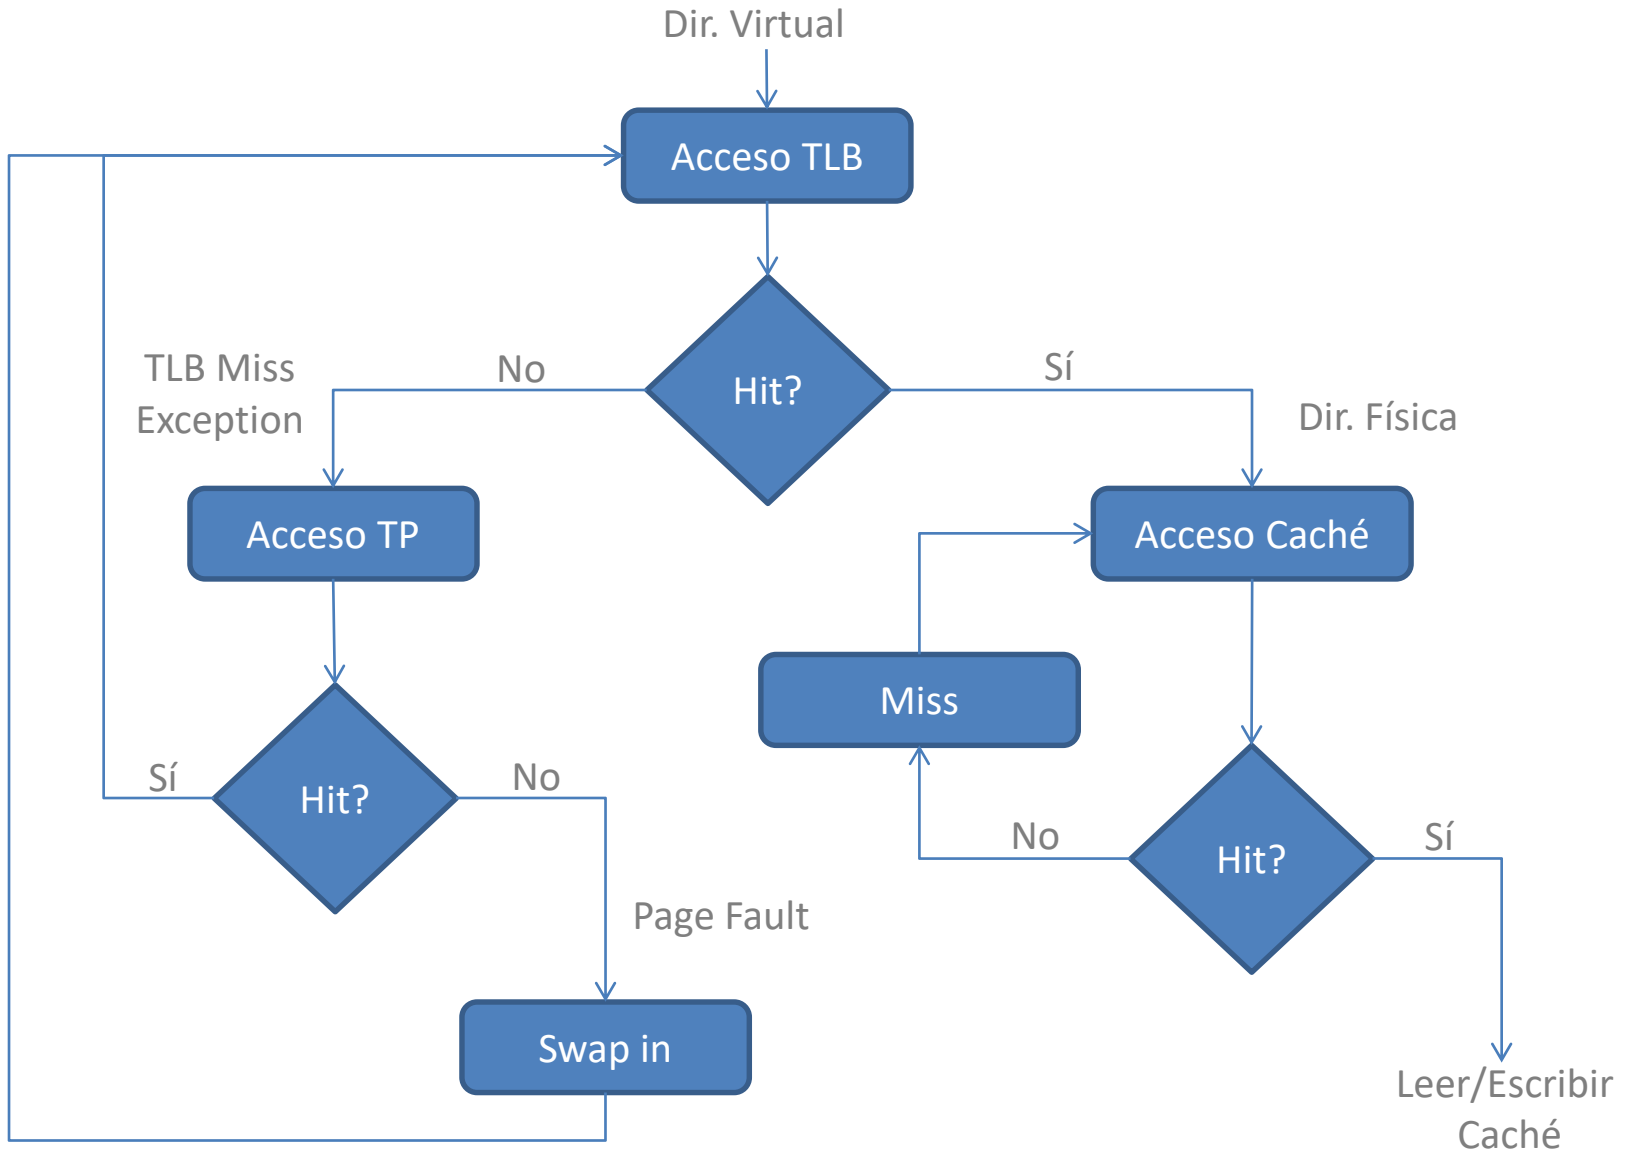 Dir. Virtual
Acceso TLB
Hit?
No
Sí
TLB Miss
Exception
Dir. Física
Acceso TP
Acceso Caché
Miss
Hit?
Sí
No
Hit?
No
Sí
Page Fault
Swap in
Leer/Escribir
Caché